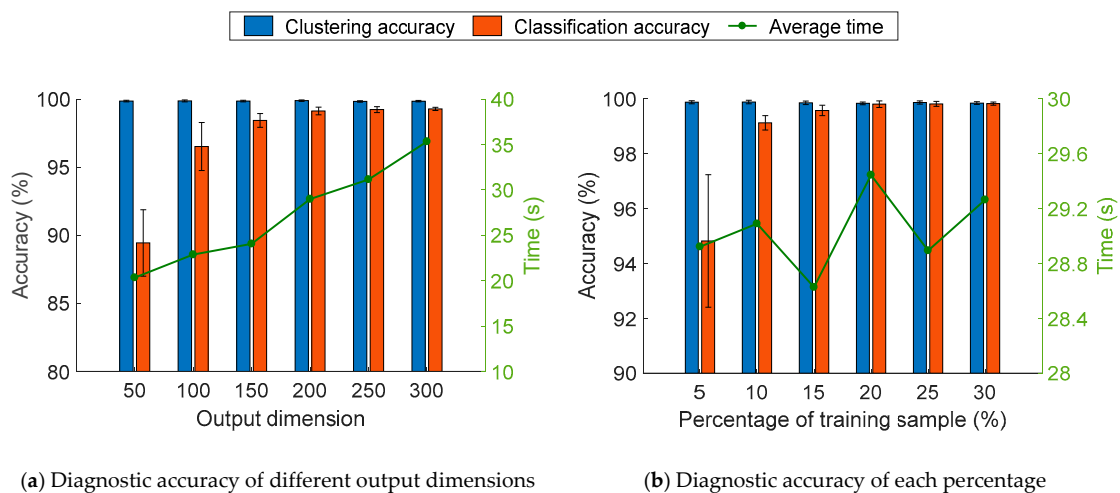 Clustering accuracy Classification accuracy Average time
Accuracy (%)
100
95
90
85
80
50 100 150 200 250 300
Output dimension
40
35
30
25
20
15
10
Time (s)
(a) Diagnostic accuracy of different output dimensions
Accuracy (%)
100
98
96
94
92
90
5 10 15 20 25 30
Percentage of training sample (%)
30
29.6
29.2
28.8
28.4
28
Time (s)
(b) Diagnostic accuracy of each percentage